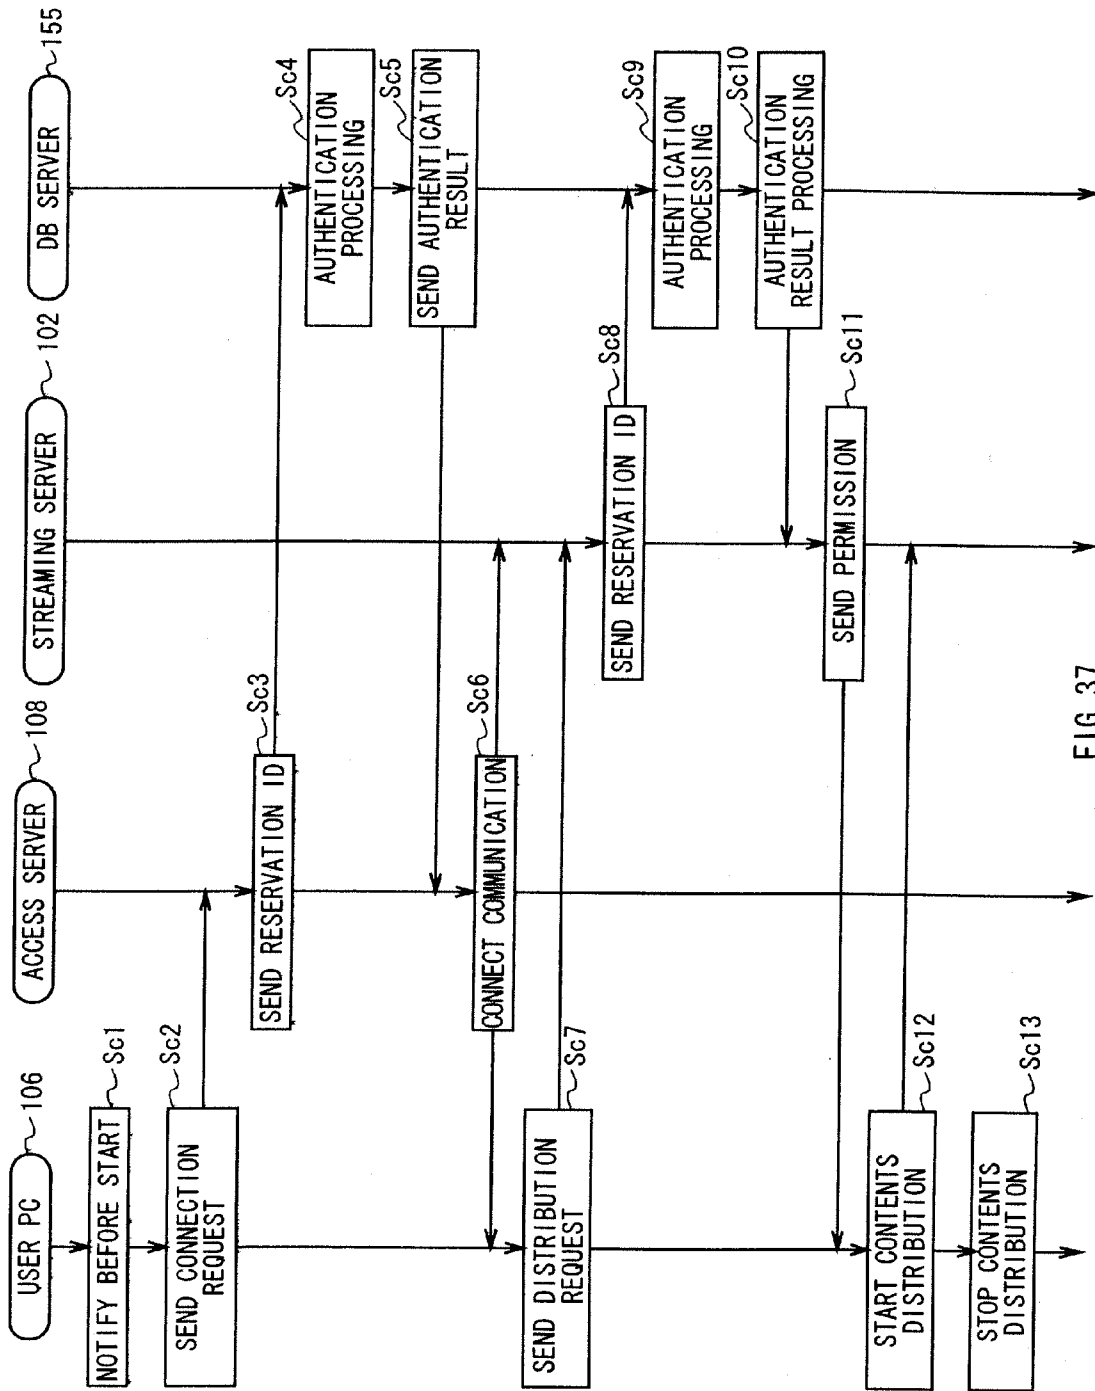 USER PC
106
ACCESS SERVER
108
STREAMING SERVER
102
DB SERVER
155
NOTIFY BEFORE START
Sc1
SEND CONNECTION
REQUEST
Sc2
SEND RESERVATION ID
Sc3
AUTHENTICATION
PROCESSING
Sc4
SEND AUTHENTICATION
RESULT
Sc5
CONNECT COMMUNICATION
Sc6
SEND DISTRIBUTION
REQUEST
Sc7
SEND RESERVATION ID
Sc8
AUTHENTICATION
PROCESSING
Sc9
AUTHENTICATION
RESULT PROCESSING
Sc10
SEND PERMISSION
Sc11
START CONTENTS
DISTRIBUTION
Sc12
STOP CONTENTS
DISTRIBUTION
Sc13
FIG. 37